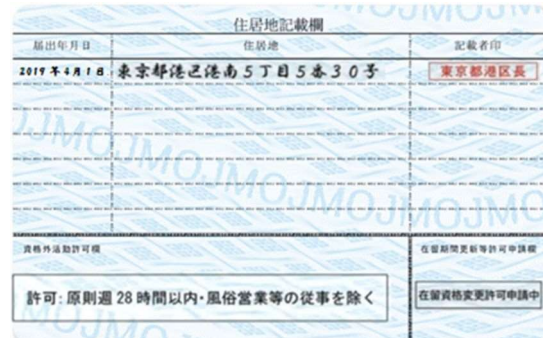 住居地記載欄
届出年月日 住居地 記載者印
2019年4月1日 東京都港区港南5丁目5番30号 東京都港区長
資格外活動許可欄 在留期間更新等許可申請欄
許可:原則週28時間以内・風俗営業等の従事を除く 在留資格変更許可申請中
MOJ MOJ MOJ